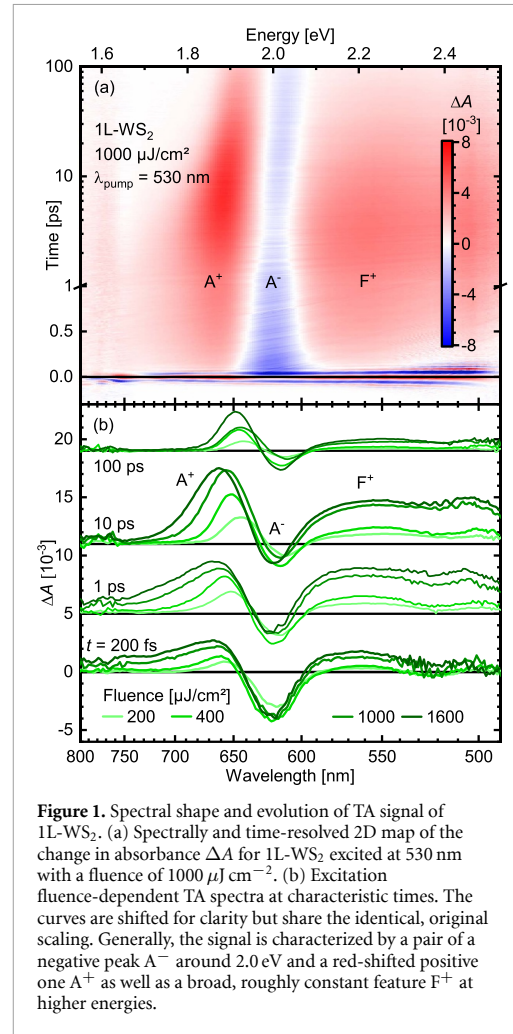 Energy [eV]
1.6 1.8 2.0 2.2 2.4
(a)
1L-WS₂
1000 µJ/cm²
λpump = 530 nm
ΔA
[10⁻³]
8
4
0
-4
-8
100
10
1
0.5
0.0
Time [ps]
A⁺ A⁻ F⁺
(b)
100 ps
10 ps
1 ps
t = 200 fs
A⁺ A⁻ F⁺
20
15
10
5
0
-5
ΔA [10⁻³]
Fluence [µJ/cm²]
200 400 1000 1600
800 750 700 650 600 550 500
Wavelength [nm]
Figure 1. Spectral shape and evolution of TA signal of
1L-WS₂. (a) Spectrally and time-resolved 2D map of the
change in absorbance ΔA for 1L-WS₂ excited at 530 nm
with a fluence of 1000 µJ cm⁻². (b) Excitation
fluence-dependent TA spectra at characteristic times. The
curves are shifted for clarity but share the identical, original
scaling. Generally, the signal is characterized by a pair of a
negative peak A⁻ around 2.0 eV and a red-shifted positive
one A⁺ as well as a broad, roughly constant feature F⁺ at
higher energies.